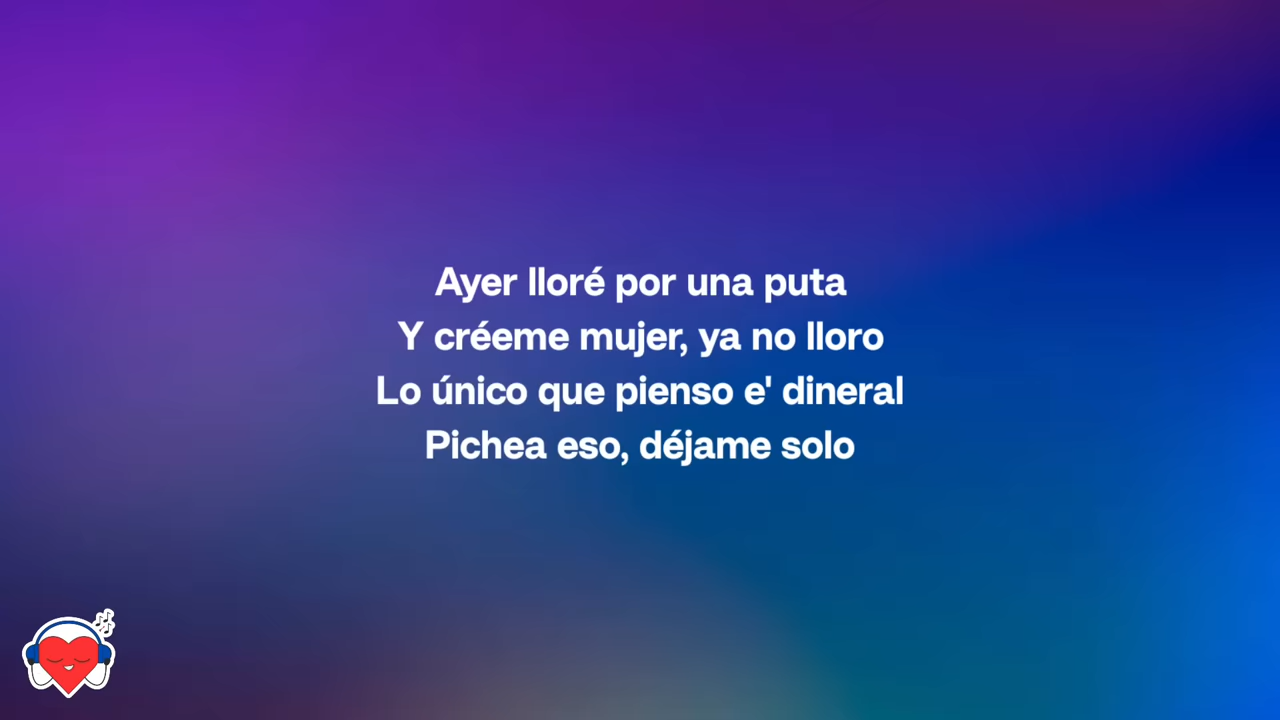 Ayer lloré por una puta
Y créeme mujer, ya no lloro
Lo único que pienso e' dineral
Pichea eso, déjame solo